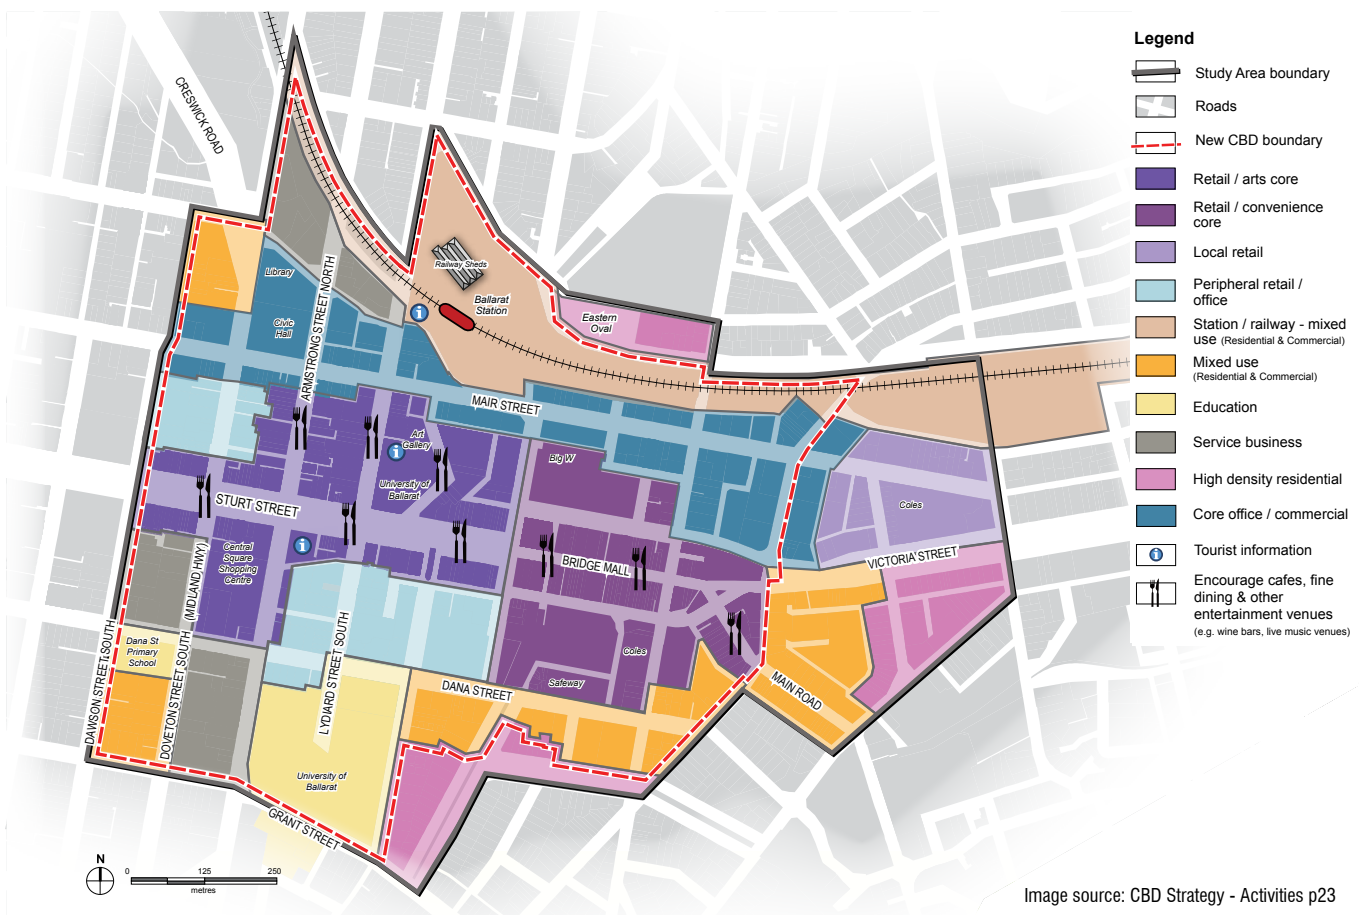 CRESWICK ROAD
ARMSTRONG STREET NORTH
Library
Civic
Hall
Railway Sheds
Ballarat
Station
Eastern
Oval
MAIR STREET
Art
Gallery
University of
Ballarat
Big W
STURT STREET
Central
Square
Shopping
Centre
BRIDGE MALL
Coles
VICTORIA STREET
Coles
Safeway
DANA STREET
MAIN ROAD
Dana St
Primary
School
DAWSON STREET SOUTH
DOVETON STREET SOUTH (MIDLAND HWY)
LYDIARD STREET SOUTH
University of
Ballarat
GRANT STREET
N
0 125 250
metres
Legend
Study Area boundary
Roads
New CBD boundary
Retail / arts core
Retail / convenience
core
Local retail
Peripheral retail /
office
Station / railway - mixed
use (Residential & Commercial)
Mixed use
(Residential & Commercial)
Education
Service business
High density residential
Core office / commercial
Tourist information
Encourage cafes, fine
dining & other
entertainment venues
(e.g. wine bars, live music venues)
Image source: CBD Strategy - Activities p23